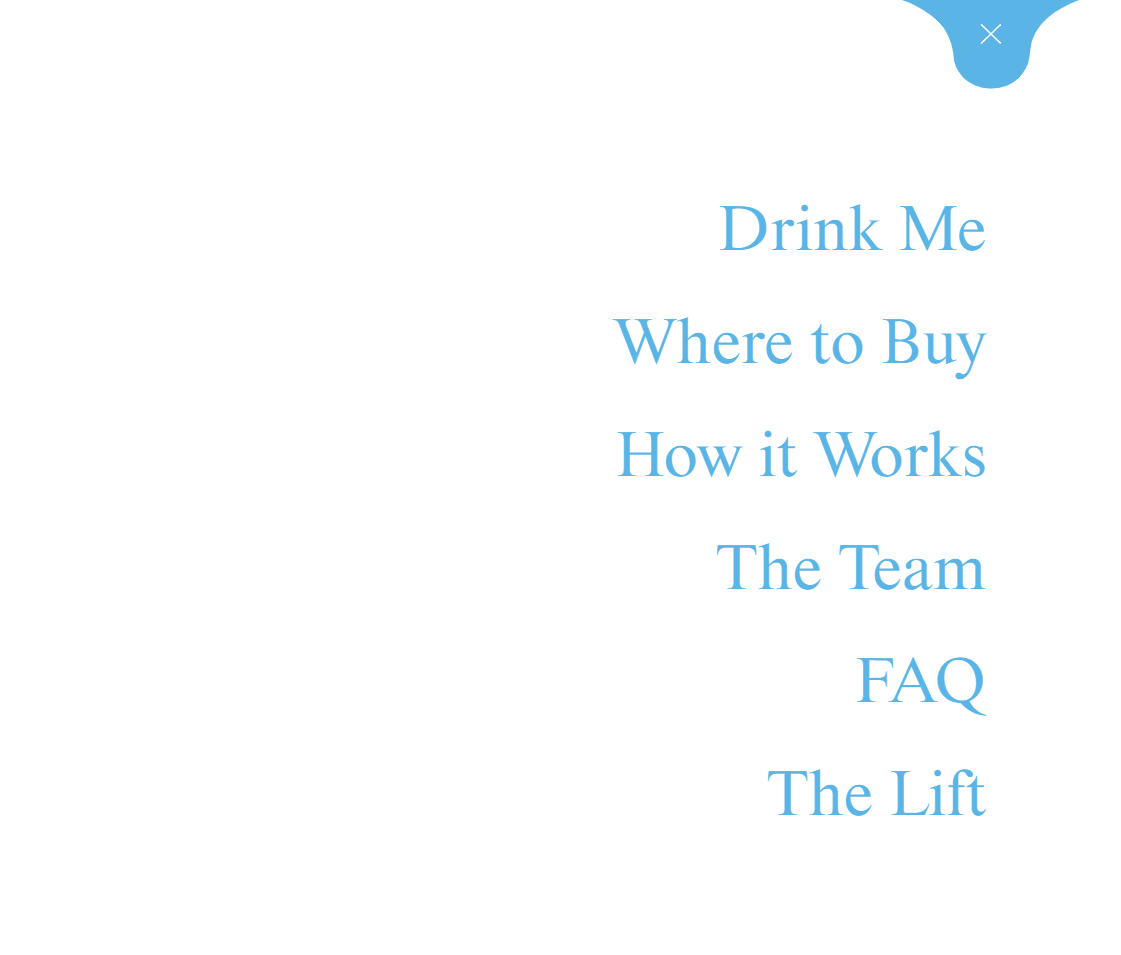 Drink Me
Where to Buy
How it Works
The Team
FAQ
The Lift